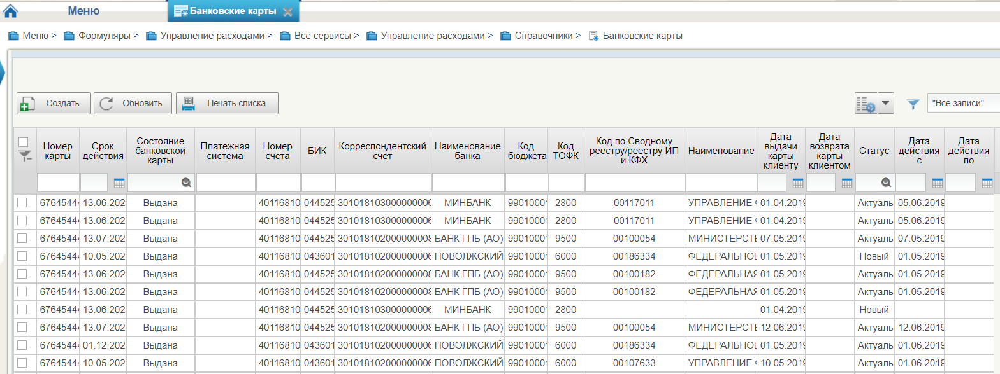 Меню
Банковские карты
Меню > Формуляры > Управление расходами > Все сервисы > Управление расходами > Справочники > Банковские карты
Создать Обновить Печать списка "Все записи"
Номер карты Срок действия Состояние банковской карты Платежная система Номер счета БИК Корреспондентский счет Наименование банка Код бюджета Код ТОФК Код по Сводному реестру/реестру ИП и КФХ Наименование Дата выдачи карты клиенту Дата возврата карты клиентом Статус Дата действия с Дата действия по
6764544 13.06.202 Выдана 40116810 044525 301018103000000006 МИНБАНК 9901000 2800 00117011 УПРАВЛЕНИЕ 01.04.2019 Актуаль 05.06.2019
6764544 13.06.202 Выдана 40116810 044525 301018103000000006 МИНБАНК 9901000 2800 00117011 УПРАВЛЕНИЕ 01.04.2019 Актуаль 05.06.2019
6764544 13.07.202 Выдана 40116810 044525 301018102000000008 БАНК ГПБ (АО) 9901000 9500 00100054 МИНИСТЕРСТЕ 07.05.2019 Актуаль 07.05.2019
6764544 10.05.202 Выдана 40116810 043601 301018102000000006 ПОВОЛЖСКИЙ 9901000 6000 00186334 ФЕДЕРАЛЬНОЕ 01.05.2019 Новый 01.05.2019
6764544 13.06.202 Выдана 40116810 044525 301018102000000008 БАНК ГПБ (АО) 9901000 9500 00100182 ФЕДЕРАЛЬНАЯ 01.05.2019 Актуаль 01.05.2019
6764544 13.06.202 Выдана 40116810 044525 301018102000000008 БАНК ГПБ (АО) 9901000 9500 00100182 ФЕДЕРАЛЬНАЯ 01.05.2019 Актуаль 01.05.2019
6764544 13.06.202 Выдана 40116810 044525 301018103000000006 МИНБАНК 9901000 2800 01.04.2019 Новый
6764544 13.07.202 Выдана 40116810 044525 301018102000000008 БАНК ГПБ (АО) 9901000 9500 00100054 МИНИСТЕРСТЕ 12.06.2019 Актуаль 12.06.2019
6764544 01.12.202 Выдана 40116810 043601 301018102000000006 ПОВОЛЖСКИЙ 9901000 6000 00186334 ФЕДЕРАЛЬНОЕ 01.05.2019 Актуаль 01.06.2019
6764544 10.05.202 Выдана 40116810 043601 301018102000000006 ПОВОЛЖСКИЙ 9901000 6000 00107633 УПРАВЛЕНИЕ 10.05.2019 Актуаль 01.06.2019